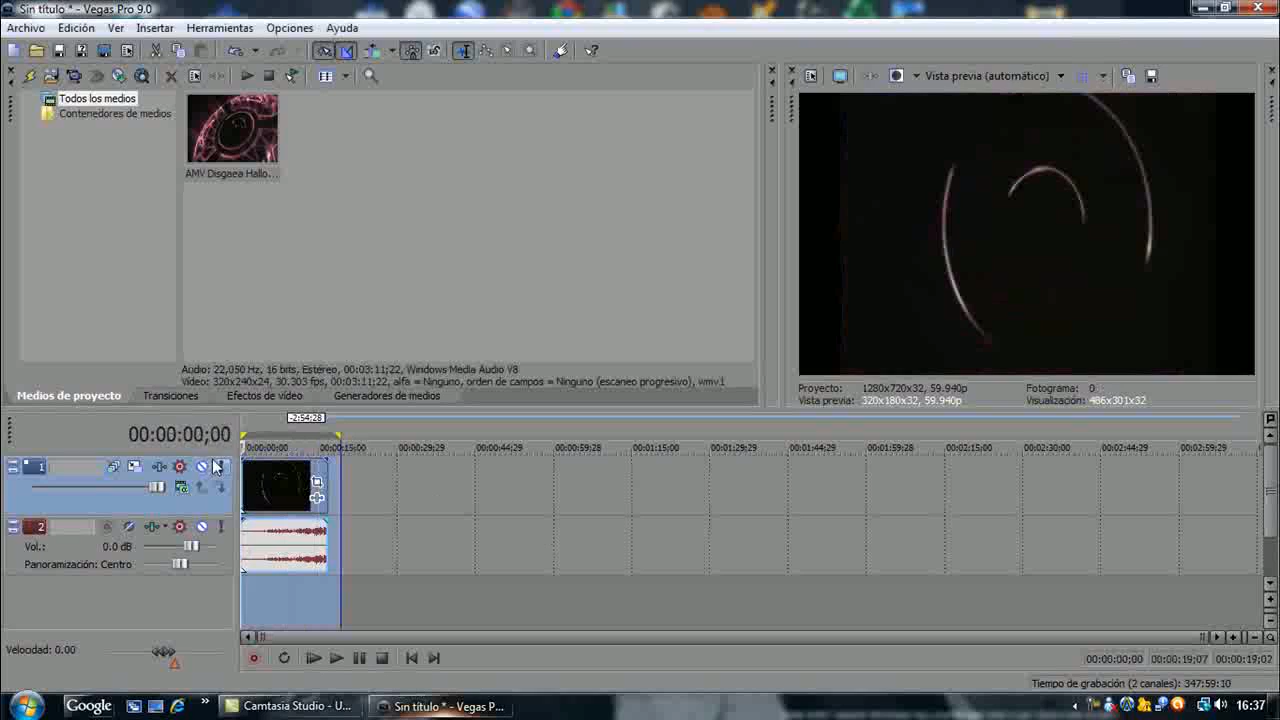 Sin título * - Vegas Pro 9.0
Archivo Edición Ver Insertar Herramientas Opciones Ayuda
Vista previa (automático)
Todos los medios
Contenedores de medios
AMV Disgaea Hallo...
Audio: 22,050 Hz, 16 bits, Estéreo, 00:03:11;22, Windows Media Audio V8
Vídeo: 320x240x24, 30.303 fps, 00:03:11;22, alfa = Ninguno, orden de campos = Ninguno (escaneo progresivo), wmv1
Proyecto: 1280x720x32, 59.940p Fotograma: 0
Vista previa: 320x180x32, 59.940p Visualización: 486x301x32
Medios de proyecto Transiciones Efectos de vídeo Generadores de medios
-2:54:28
00:00:00;00
0:00:00;00 00:00:15;00 00:00:29;29 00:00:44;29 00:00:59;28 00:01:15;00 00:01:29;29 00:01:44;29 00:01:59;28 00:02:15;00 00:02:30;00 00:02:44;29 00:02:59;29
1
2
Vol.: 0.0 dB
Panoramización: Centro
Velocidad: 0.00
00:00:00;00 00:00:19;07 00:00:19;02
Tiempo de grabación (2 canales): 347:59:10
Google » Camtasia Studio - U... Sin título * - Vegas P... 16:37